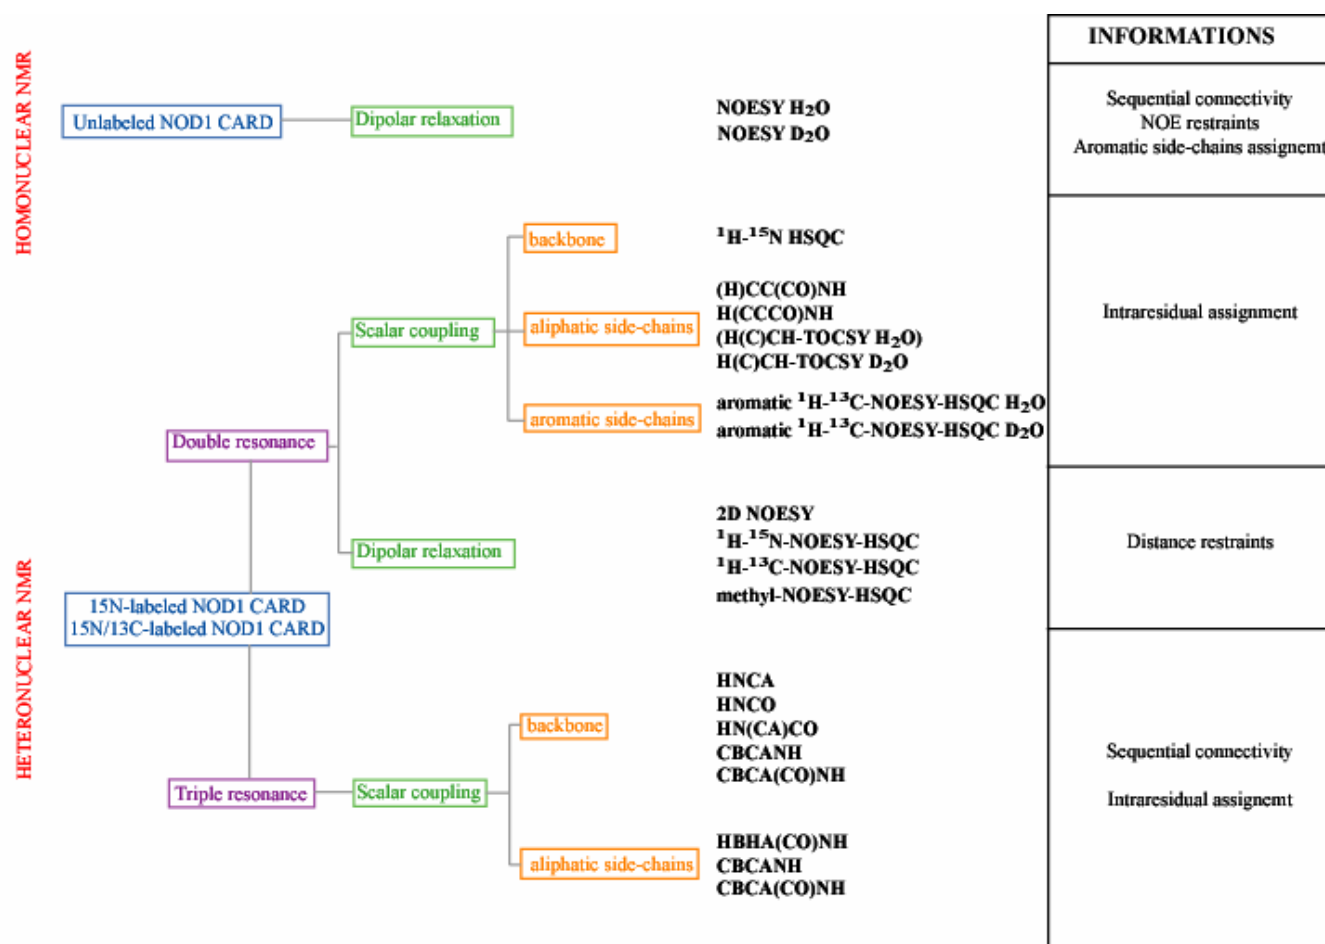 INFORMATIONS
HOMONUCLEAR NMR
Unlabeled NOD1 CARD
Dipolar relaxation
NOESY H₂O
NOESY D₂O
Sequential connectivity
NOE restraints
Aromatic side-chains assignemt
HETERONUCLEAR NMR
15N-labeled NOD1 CARD
15N/13C-labeled NOD1 CARD
Double resonance
Scalar coupling
backbone
¹H-¹⁵N HSQC
aliphatic side-chains
(H)CC(CO)NH
H(CCCO)NH
(H(C)CH-TOCSY H₂O)
H(C)CH-TOCSY D₂O
aromatic side-chains
aromatic ¹H-¹³C-NOESY-HSQC H₂O
aromatic ¹H-¹³C-NOESY-HSQC D₂O
Intraresidual assignment
Dipolar relaxation
2D NOESY
¹H-¹⁵N-NOESY-HSQC
¹H-¹³C-NOESY-HSQC
methyl-NOESY-HSQC
Distance restraints
Triple resonance
Scalar coupling
backbone
HNCA
HNCO
HN(CA)CO
CBCANH
CBCA(CO)NH
aliphatic side-chains
HBHA(CO)NH
CBCANH
CBCA(CO)NH
Sequential connectivity
Intraresidual assignemt